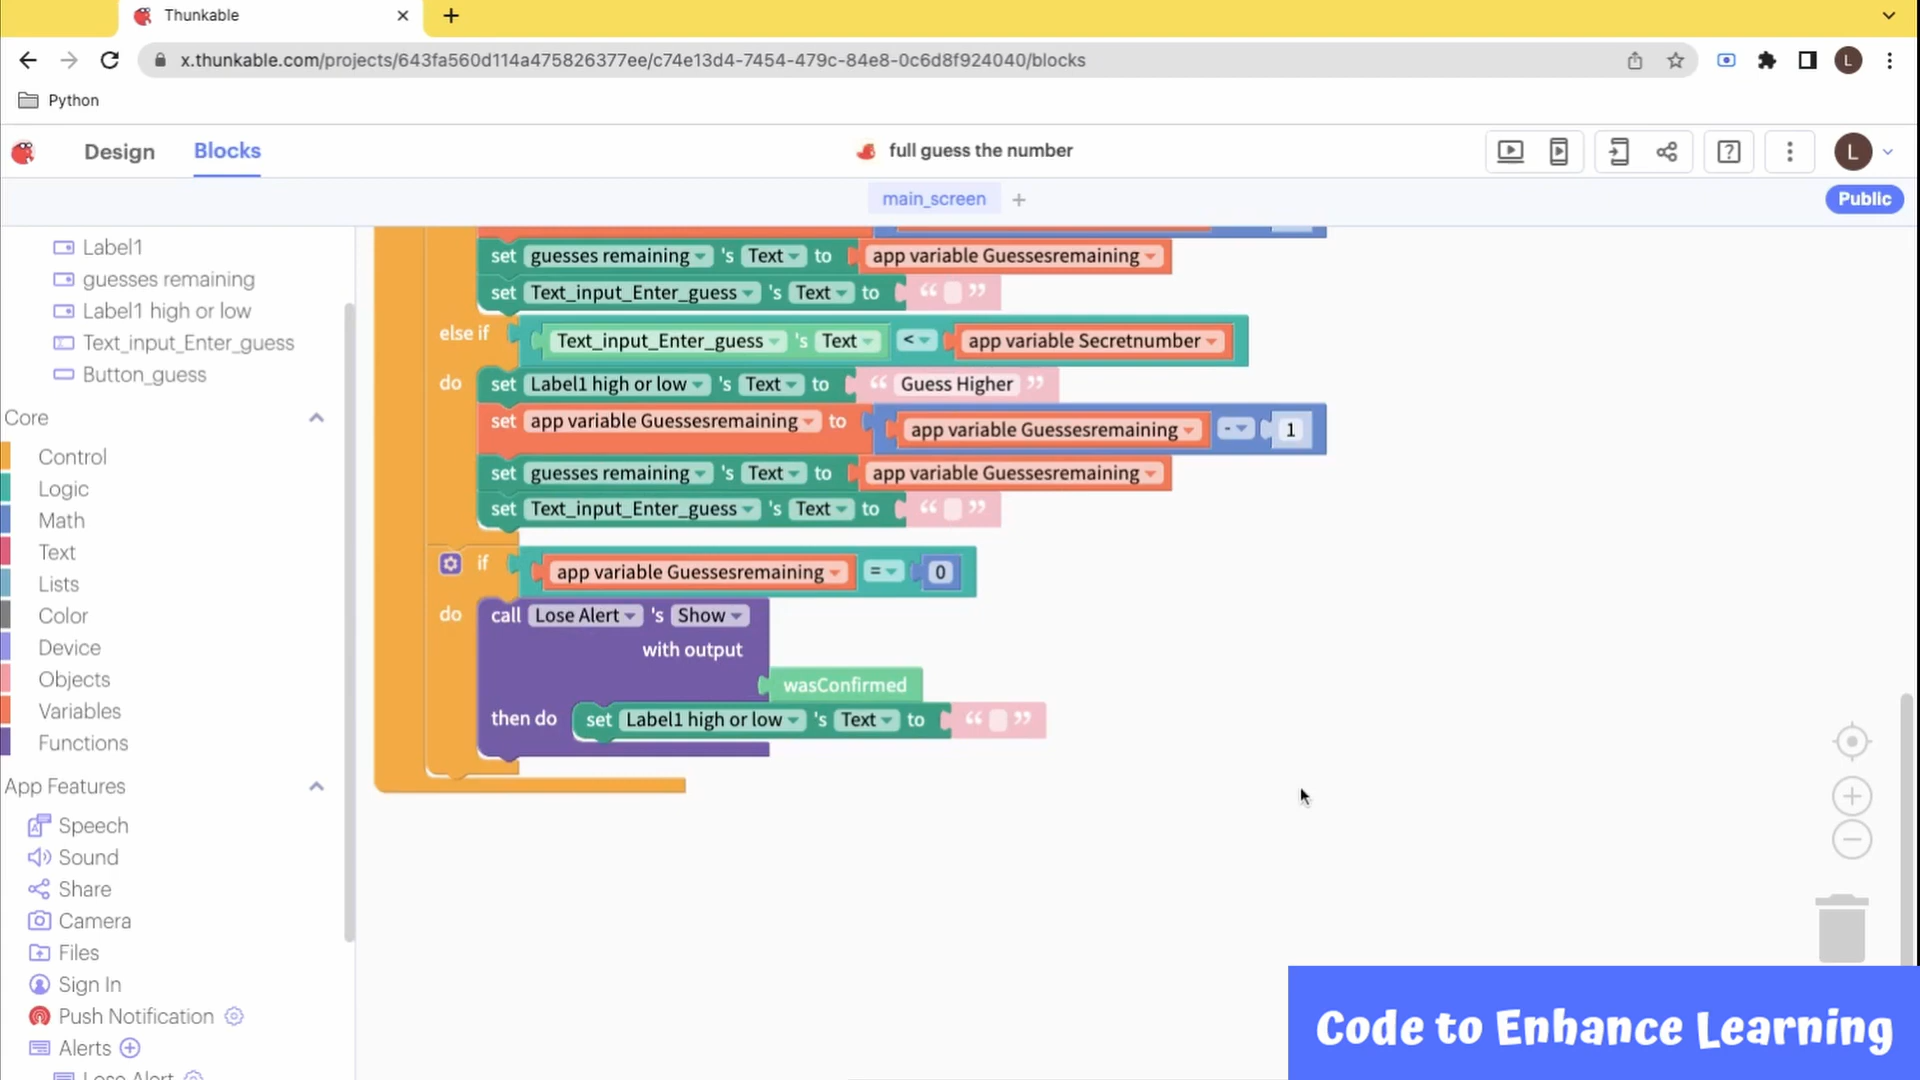 Thunkable
x.thunkable.com/projects/643fa560d114a475826377ee/c74e13d4-7454-479c-84e8-0c6d8f924040/blocks
L
Python
Design
Blocks
full guess the number
?
L
main_screen
+
Public
Label1
guesses remaining
Label1 high or low
Text_input_Enter_guess
Button_guess
Core
Control
Logic
Math
Text
Lists
Color
Device
Objects
Variables
Functions
App Features
Speech
Sound
Share
Camera
Files
Sign In
Push Notification
Alerts
Lose Alert
set guesses remaining 's Text to app variable Guessesremaining
set Text_input_Enter_guess 's Text to “ ”
else if Text_input_Enter_guess 's Text < app variable Secretnumber
do set Label1 high or low 's Text to “ Guess Higher ”
set app variable Guessesremaining to app variable Guessesremaining - 1
set guesses remaining 's Text to app variable Guessesremaining
set Text_input_Enter_guess 's Text to “ ”
if app variable Guessesremaining = 0
do call Lose Alert 's Show
with output
wasConfirmed
then do set Label1 high or low 's Text to “ ”
Code to Enhance Learning